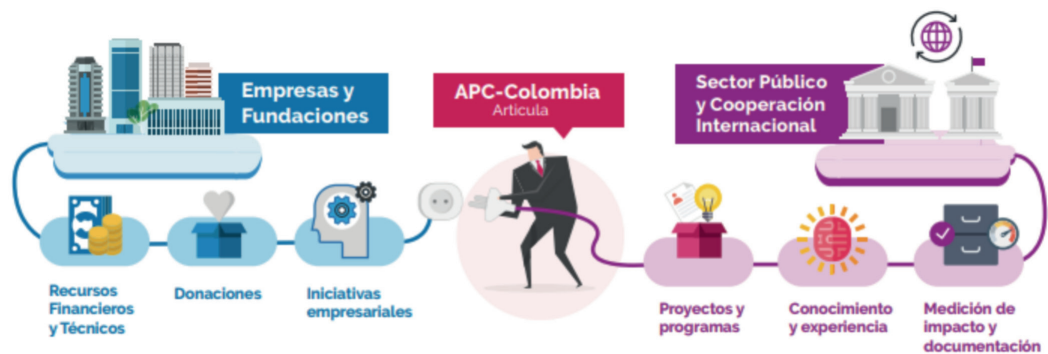 Empresas y
Fundaciones
APC-Colombia
Articula
Sector Público
y Cooperación
Internacional
Recursos
Financieros
y Técnicos
Donaciones
Iniciativas
empresariales
Proyectos y
programas
Conocimiento
y experiencia
Medición de
impacto y
documentación